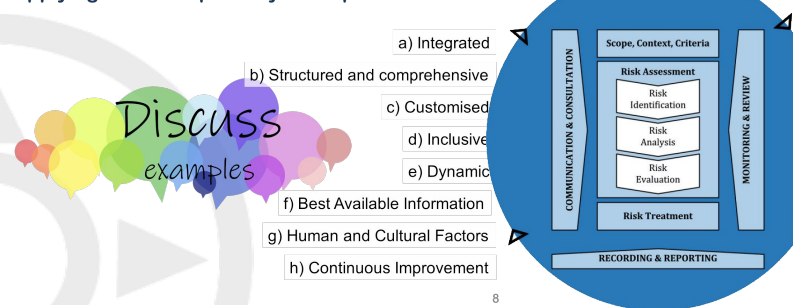 a) Integrated
b) Structured and comprehensive
c) Customised
d) Inclusive
e) Dynamic
f) Best Available Information
g) Human and Cultural Factors
h) Continuous Improvement
Discuss
examples
COMMUNICATION & CONSULTATION
Scope, Context, Criteria
Risk Assessment
Risk
Identification
Risk
Analysis
Risk
Evaluation
Risk Treatment
MONITORING & REVIEW
RECORDING & REPORTING
8